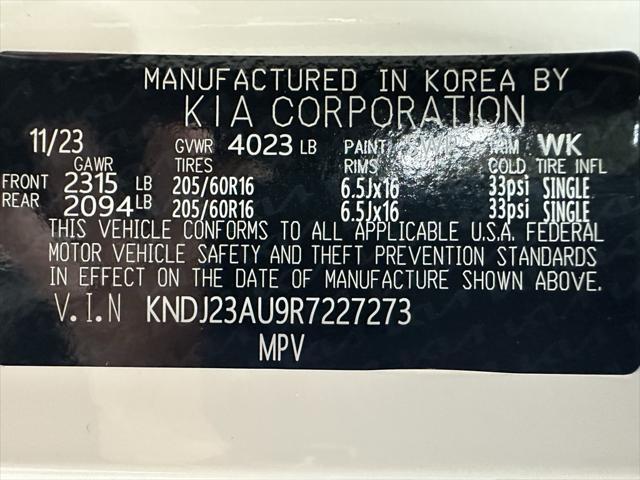 MANUFACTURED IN KOREA BY
KIA CORPORATION
11/23 GVWR 4023 LB PAINT TRIM WK
GAWR TIRES RIMS COLD TIRE INFL
FRONT 2315 LB 205/60R16 6.5Jx16 33psi SINGLE
REAR 2094 LB 205/60R16 6.5Jx16 33psi SINGLE
THIS VEHICLE CONFORMS TO ALL APPLICABLE U.S.A. FEDERAL
MOTOR VEHICLE SAFETY AND THEFT PREVENTION STANDARDS
IN EFFECT ON THE DATE OF MANUFACTURE SHOWN ABOVE.
V.I.N KNDJ23AU9R7227273
MPV